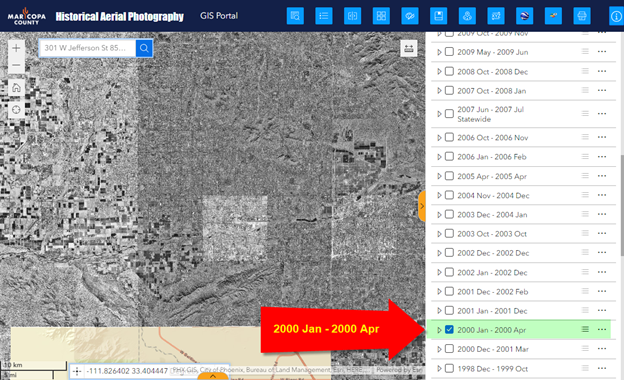 MARICOPA
COUNTY
Historical Aerial Photography
GIS Portal
301 W Jefferson St 85...
2009 Oct - 2009 Nov
2009 May - 2009 Jun
2008 Oct - 2008 Dec
2007 Oct - 2008 Jan
2007 Jun - 2007 Jul
Statewide
2006 Oct - 2006 Nov
2006 Jan - 2006 Feb
2005 Apr - 2005 Apr
2004 Nov - 2004 Dec
2003 Dec - 2004 Jan
2003 Oct - 2003 Oct
2002 Dec - 2002 Dec
2002 Jan - 2002 Dec
2001 Dec - 2002 Feb
2001 Jan - 2001 Dec
2000 Jan - 2000 Apr
2000 Jan - 2000 Apr
2000 Dec - 2001 Mar
1998 Dec - 1999 Oct
10 km
5 mi
-111.826402 33.404447
GIS, City of Phoenix, Bureau of Land Management, Esri, HERE,
Powered by Esri